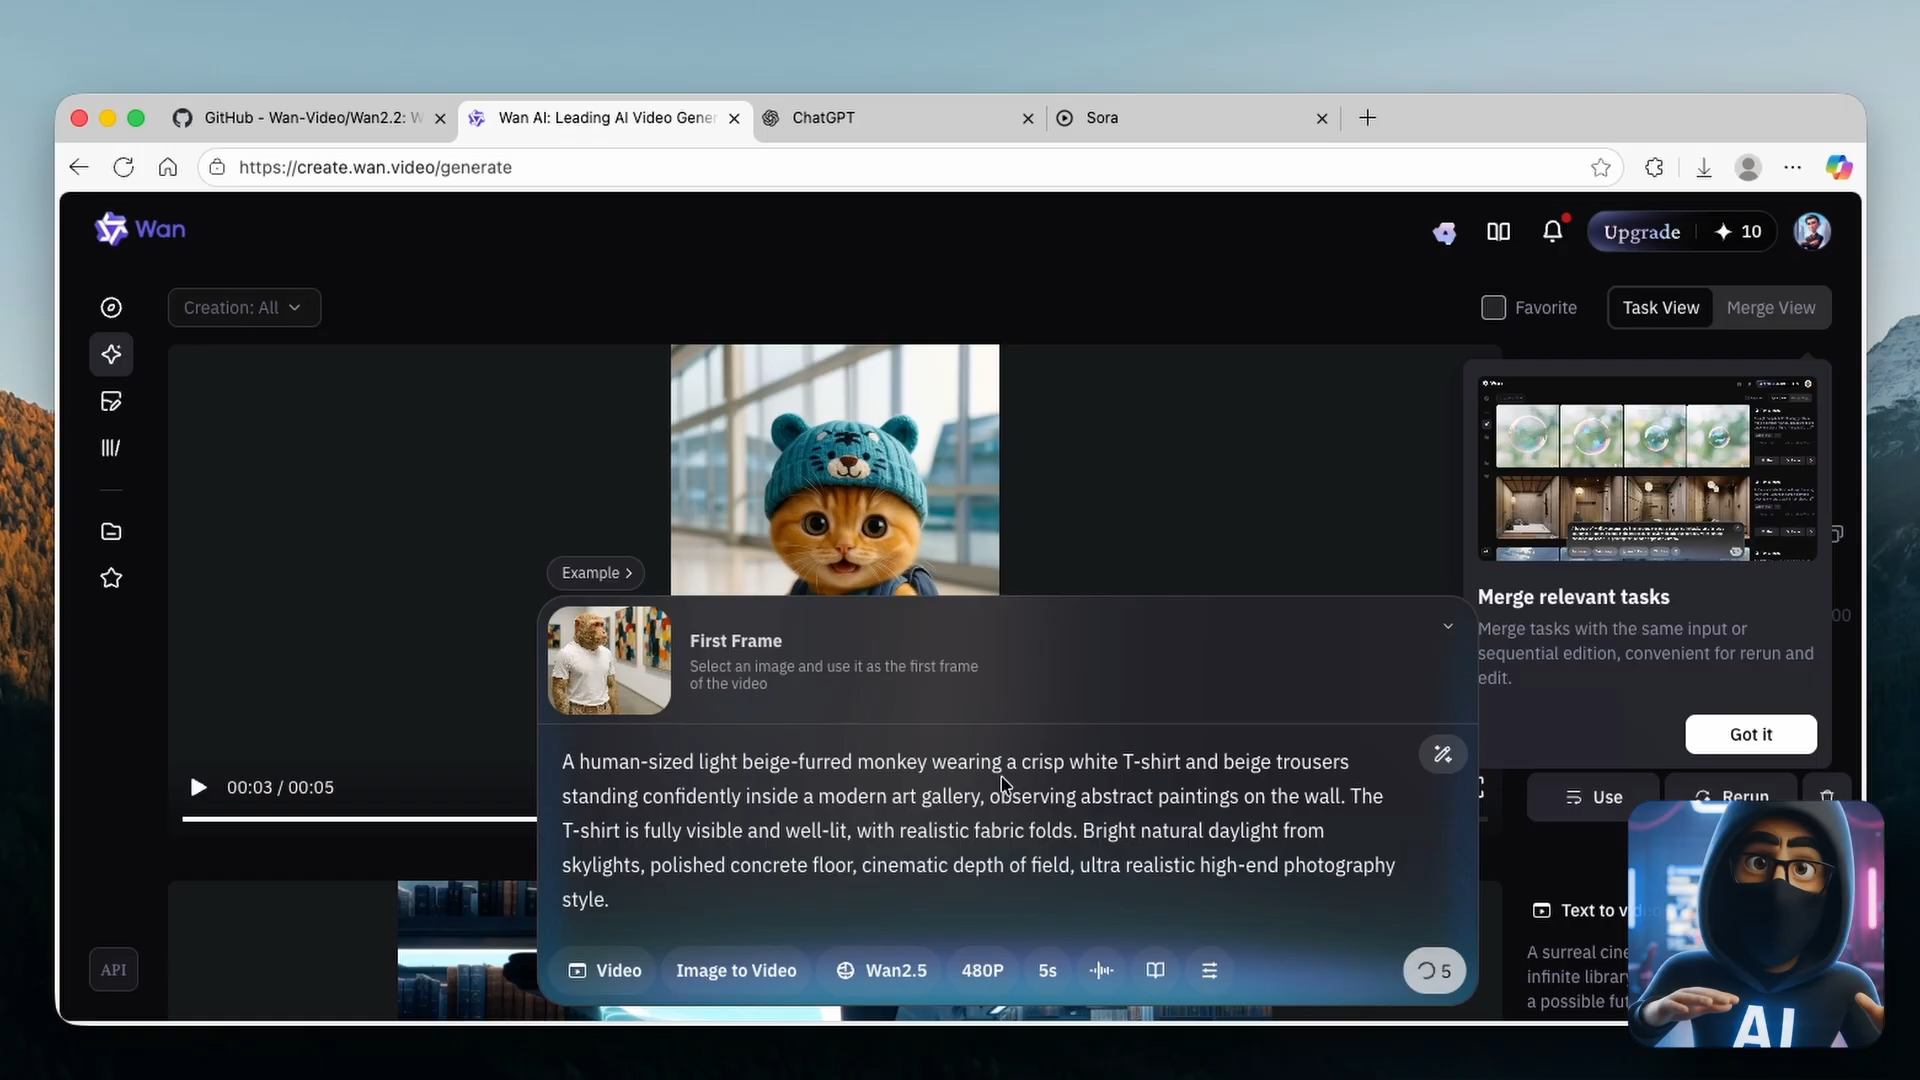 GitHub - Wan-Video/Wan2.2: W
Wan AI: Leading AI Video Gener
ChatGPT
Sora
https://create.wan.video/generate
Wan
Upgrade
10
Creation: All
Favorite
Task View
Merge View
Example >
First Frame
Select an image and use it as the first frame
of the video
Merge relevant tasks
Merge tasks with the same input or
sequential edition, convenient for rerun and
edit.
Got it
00:03 / 00:05
A human-sized light beige-furred monkey wearing a crisp white T-shirt and beige trousers
standing confidently inside a modern art gallery, observing abstract paintings on the wall. The
T-shirt is fully visible and well-lit, with realistic fabric folds. Bright natural daylight from
skylights, polished concrete floor, cinematic depth of field, ultra realistic high-end photography
style.
Use
Rerun
Text to vid
A surreal cine
infinite library
a possible fut
API
Video
Image to Video
Wan2.5
480P
5s
5
AI